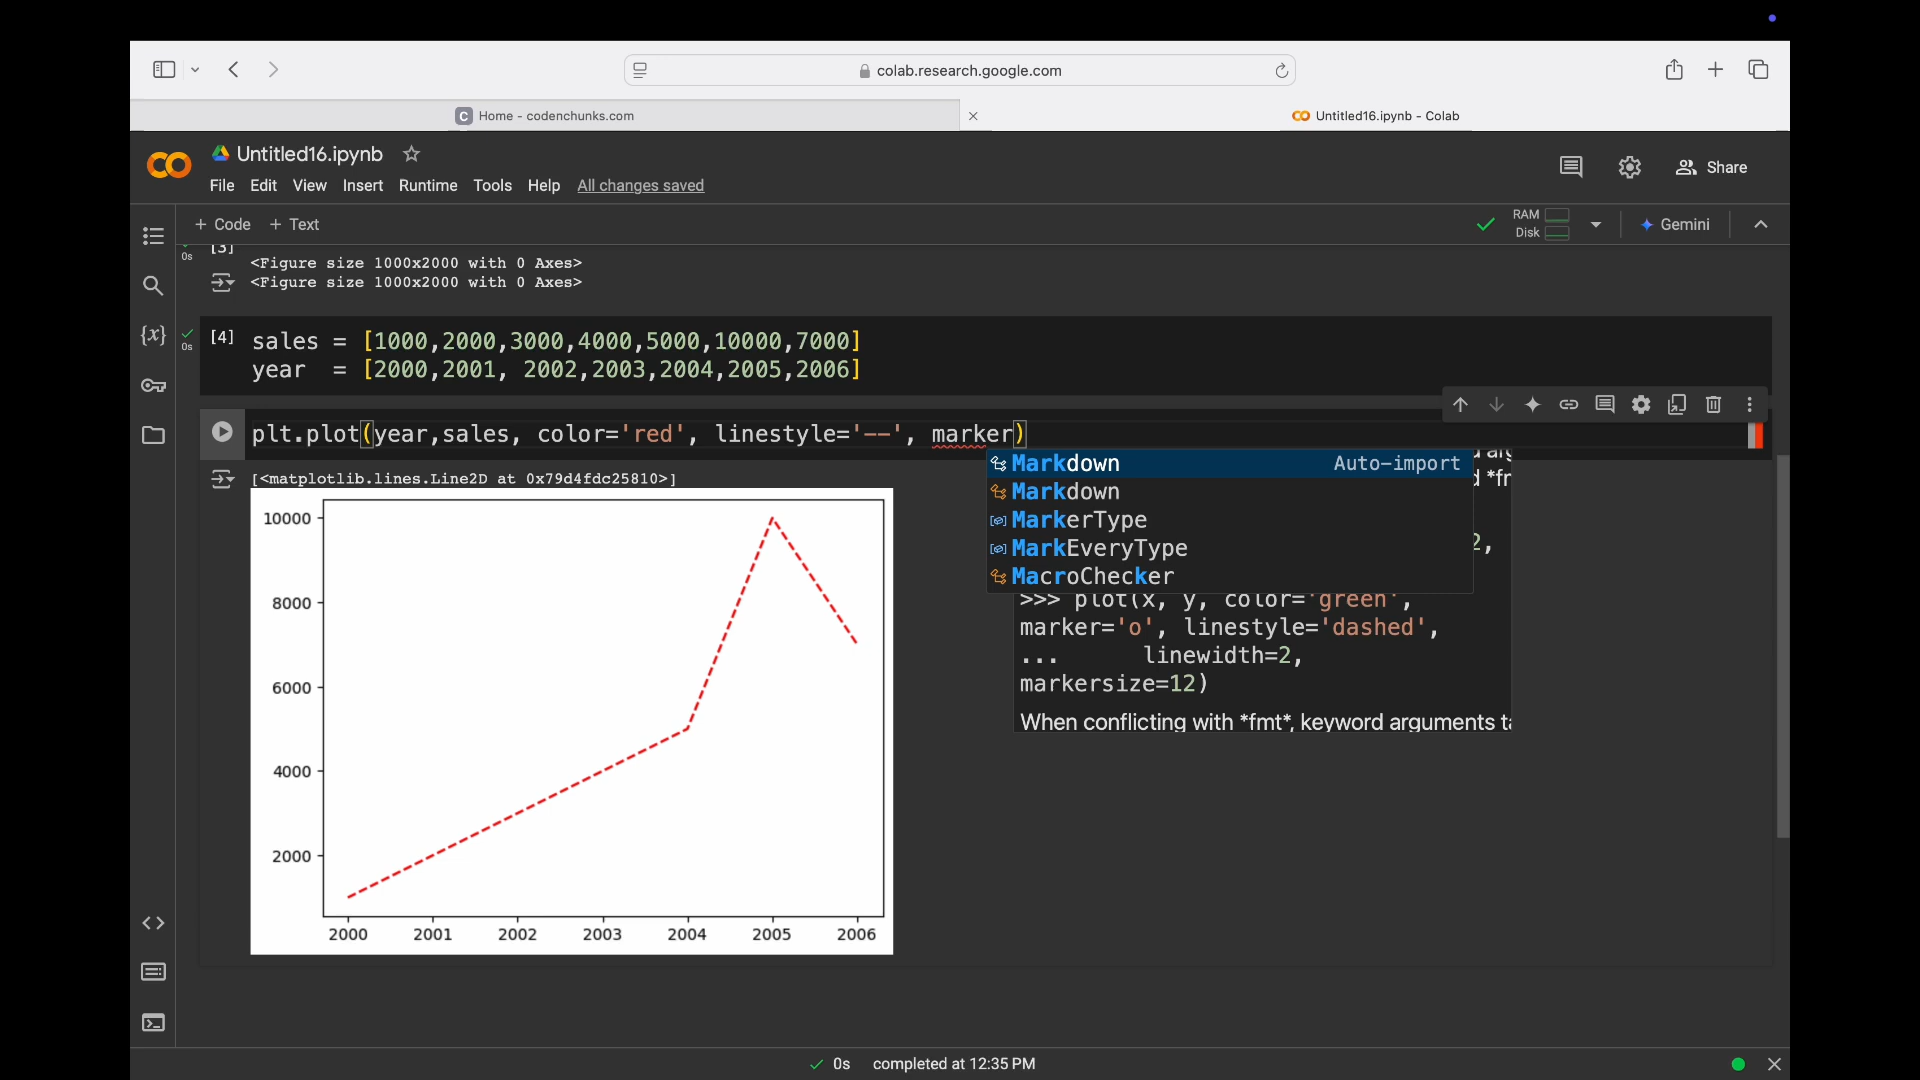 colab.research.google.com
C Home - codenchunks.com
Untitled16.ipynb - Colab
Untitled16.ipynb
File Edit View Insert Runtime Tools Help All changes saved
Share
+ Code + Text
RAM
Disk
Gemini
0s
[3]
<Figure size 1000x2000 with 0 Axes>
<Figure size 1000x2000 with 0 Axes>
0s
[4] sales = [1000,2000,3000,4000,5000,10000,7000]
year = [2000,2001, 2002,2003,2004,2005,2006]
plt.plot(year,sales, color='red', linestyle='--', marker)
Markdown Auto-import
Markdown
MarkerType
MarkEveryType
MacroChecker
2,
>>> plot(x, y, color='green',
marker='o', linestyle='dashed',
... linewidth=2,
markersize=12)
When conflicting with *fmt*, keyword arguments
[<matplotlib.lines.Line2D at 0x79d4fdc25810>]
10000
8000
6000
4000
2000
2000 2001 2002 2003 2004 2005 2006
0s completed at 12:35 PM